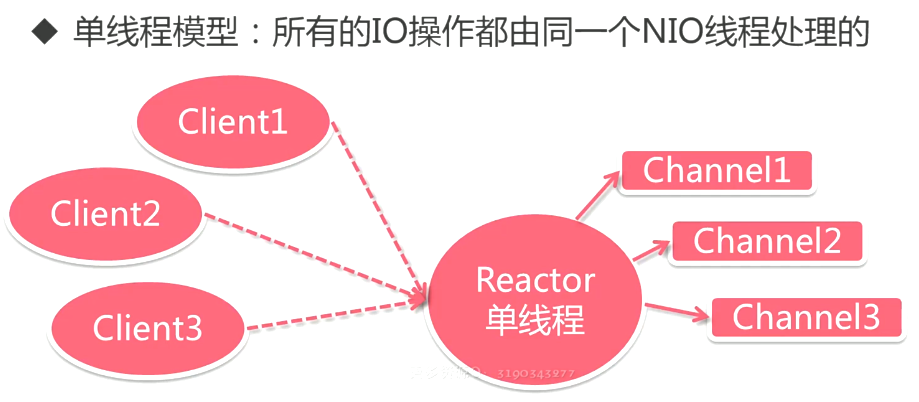 ◆ 单线程模型：所有的IO操作都由同一个NIO线程处理的
Client1
Client2
Client3
Reactor
单线程
Channel1
Channel2
Channel3
3190343277